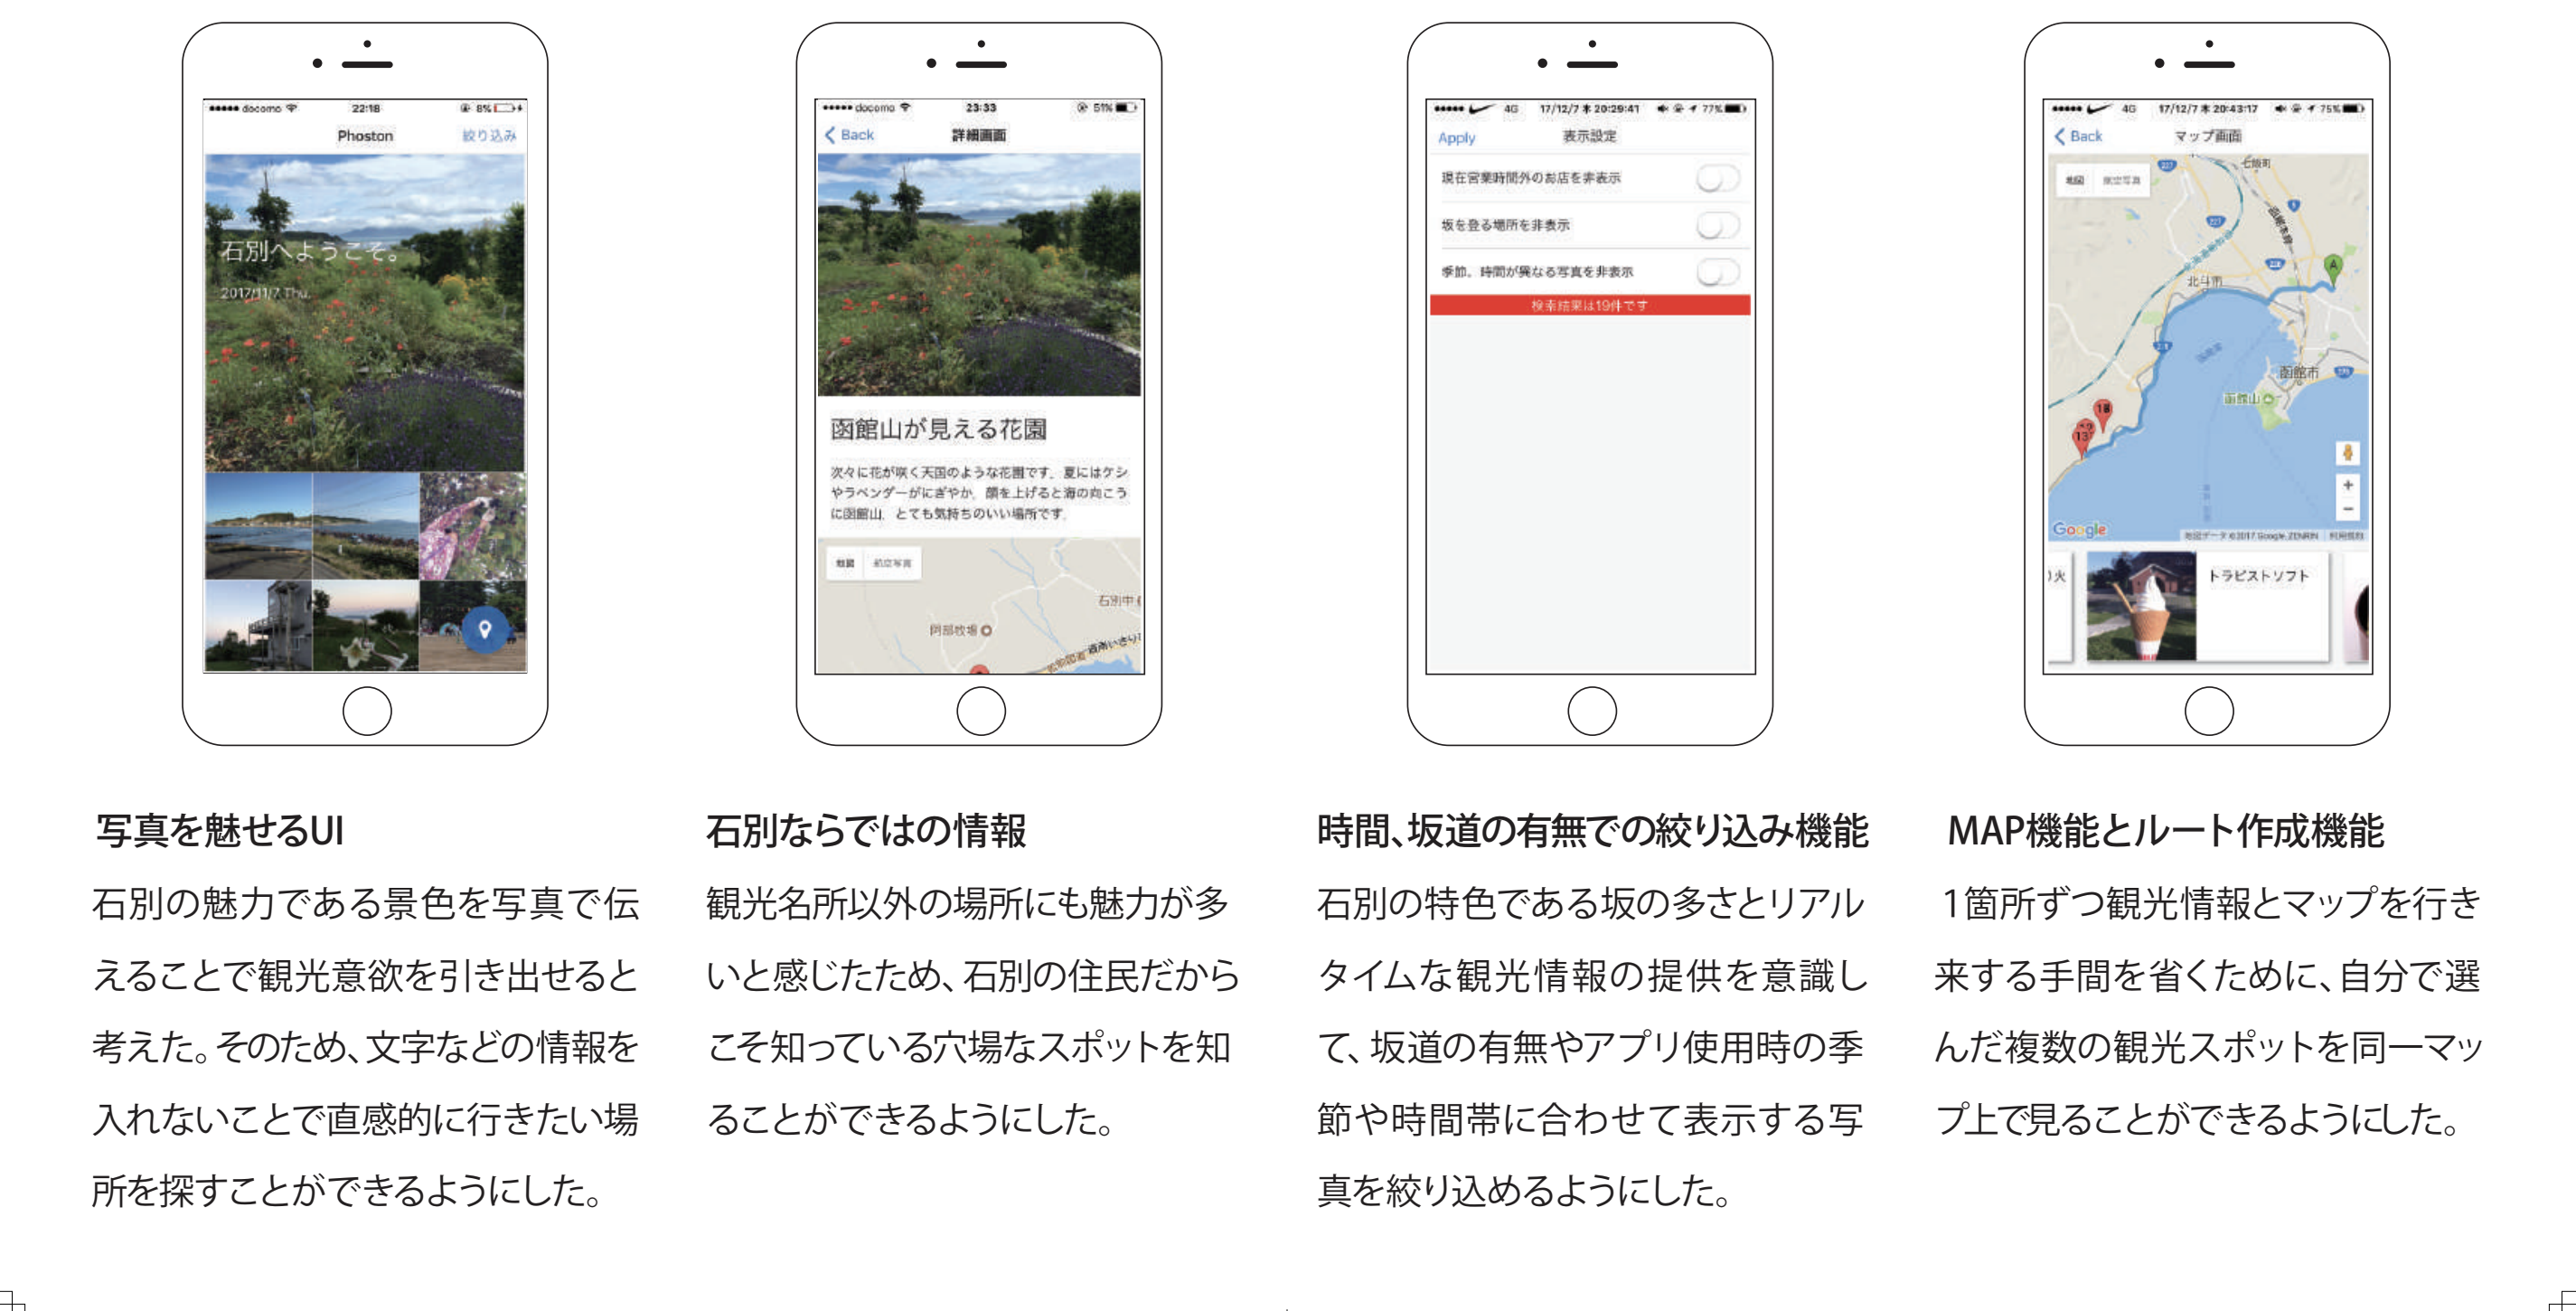 docomo 22:18 8%
Phoston 絞り込み
石別へようこそ。
2017/11/7 Thu.
docomo 23:33 51%
Back 詳細画面
函館山が見える花園
次々に花が咲く天国のような花園です。夏にはケシ
やラベンダーがにぎやか。顔を上げると海の向こう
に函館山。とても気持ちのいい場所です。
地図 航空写真
石別中
阿部牧場
4G 17/12/7 木 20:29:41 77%
Apply 表示設定
現在営業時間外のお店を非表示
坂を登る場所を非表示
季節、時間が異なる写真を非表示
検索結果は19件です
4G 17/12/7 木 20:43:17 75%
Back マップ画面
七飯町
地図 航空写真
227
227
5
228
A
北斗市
228
函館市
函館山
18
13
Google
地図データ ©2017 Google, ZENRIN 利用規約
火
トラピストソフト
写真を魅せるUI
石別の魅力である景色を写真で伝
えることで観光意欲を引き出せると
考えた。そのため、文字などの情報を
入れないことで直感的に行きたい場
所を探すことができるようにした。
石別ならではの情報
観光名所以外の場所にも魅力が多
いと感じたため、石別の住民だから
こそ知っている穴場なスポットを知
ることができるようにした。
時間、坂道の有無での絞り込み機能
石別の特色である坂の多さとリアル
タイムな観光情報の提供を意識し
て、坂道の有無やアプリ使用時の季
節や時間帯に合わせて表示する写
真を絞り込めるようにした。
MAP機能とルート作成機能
1箇所ずつ観光情報とマップを行き
来する手間を省くために、自分で選
んだ複数の観光スポットを同一マッ
プ上で見ることができるようにした。